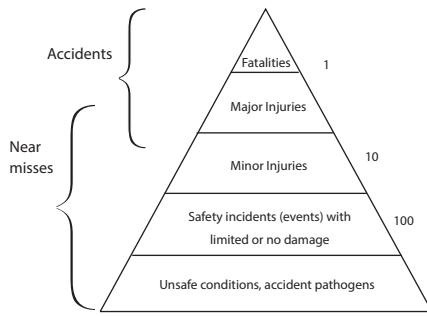 Accidents
Near
misses
Fatalities
1
Major Injuries
Minor Injuries
10
Safety incidents (events) with
limited or no damage
100
Unsafe conditions, accident pathogens